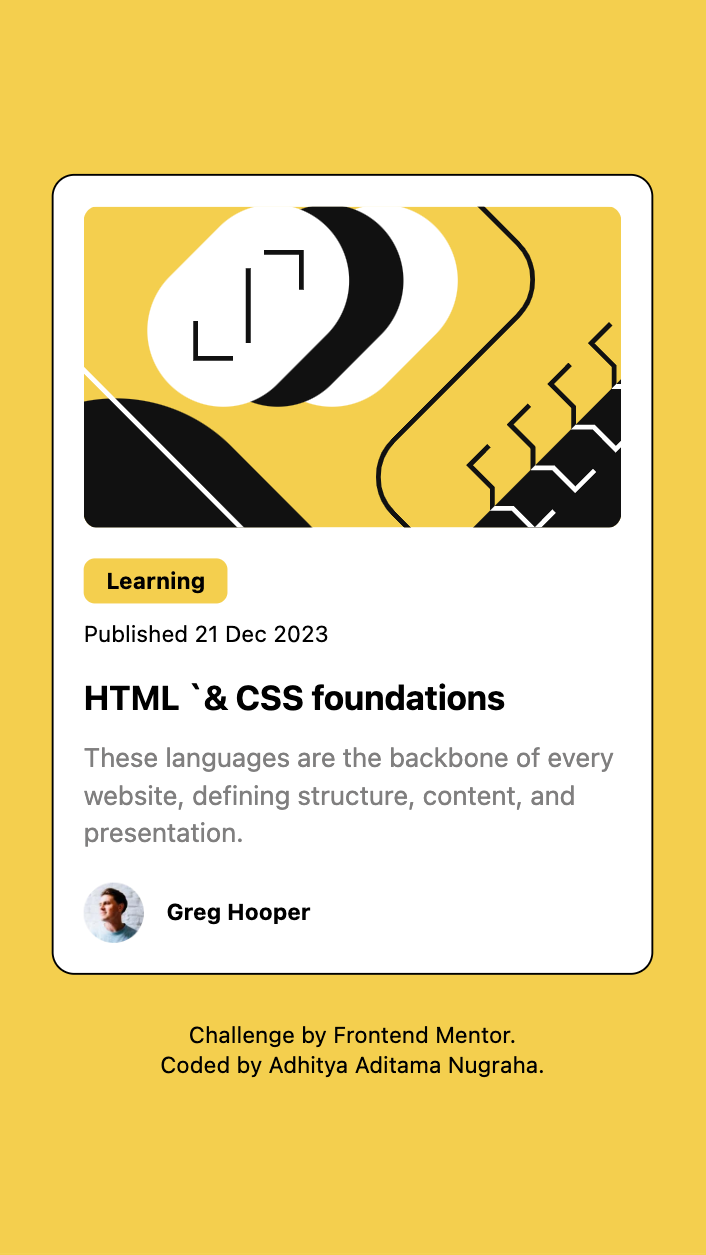 Learning
Published 21 Dec 2023
HTML `& CSS foundations
These languages are the backbone of every
website, defining structure, content, and
presentation.
Greg Hooper
Challenge by Frontend Mentor.
Coded by Adhitya Aditama Nugraha.